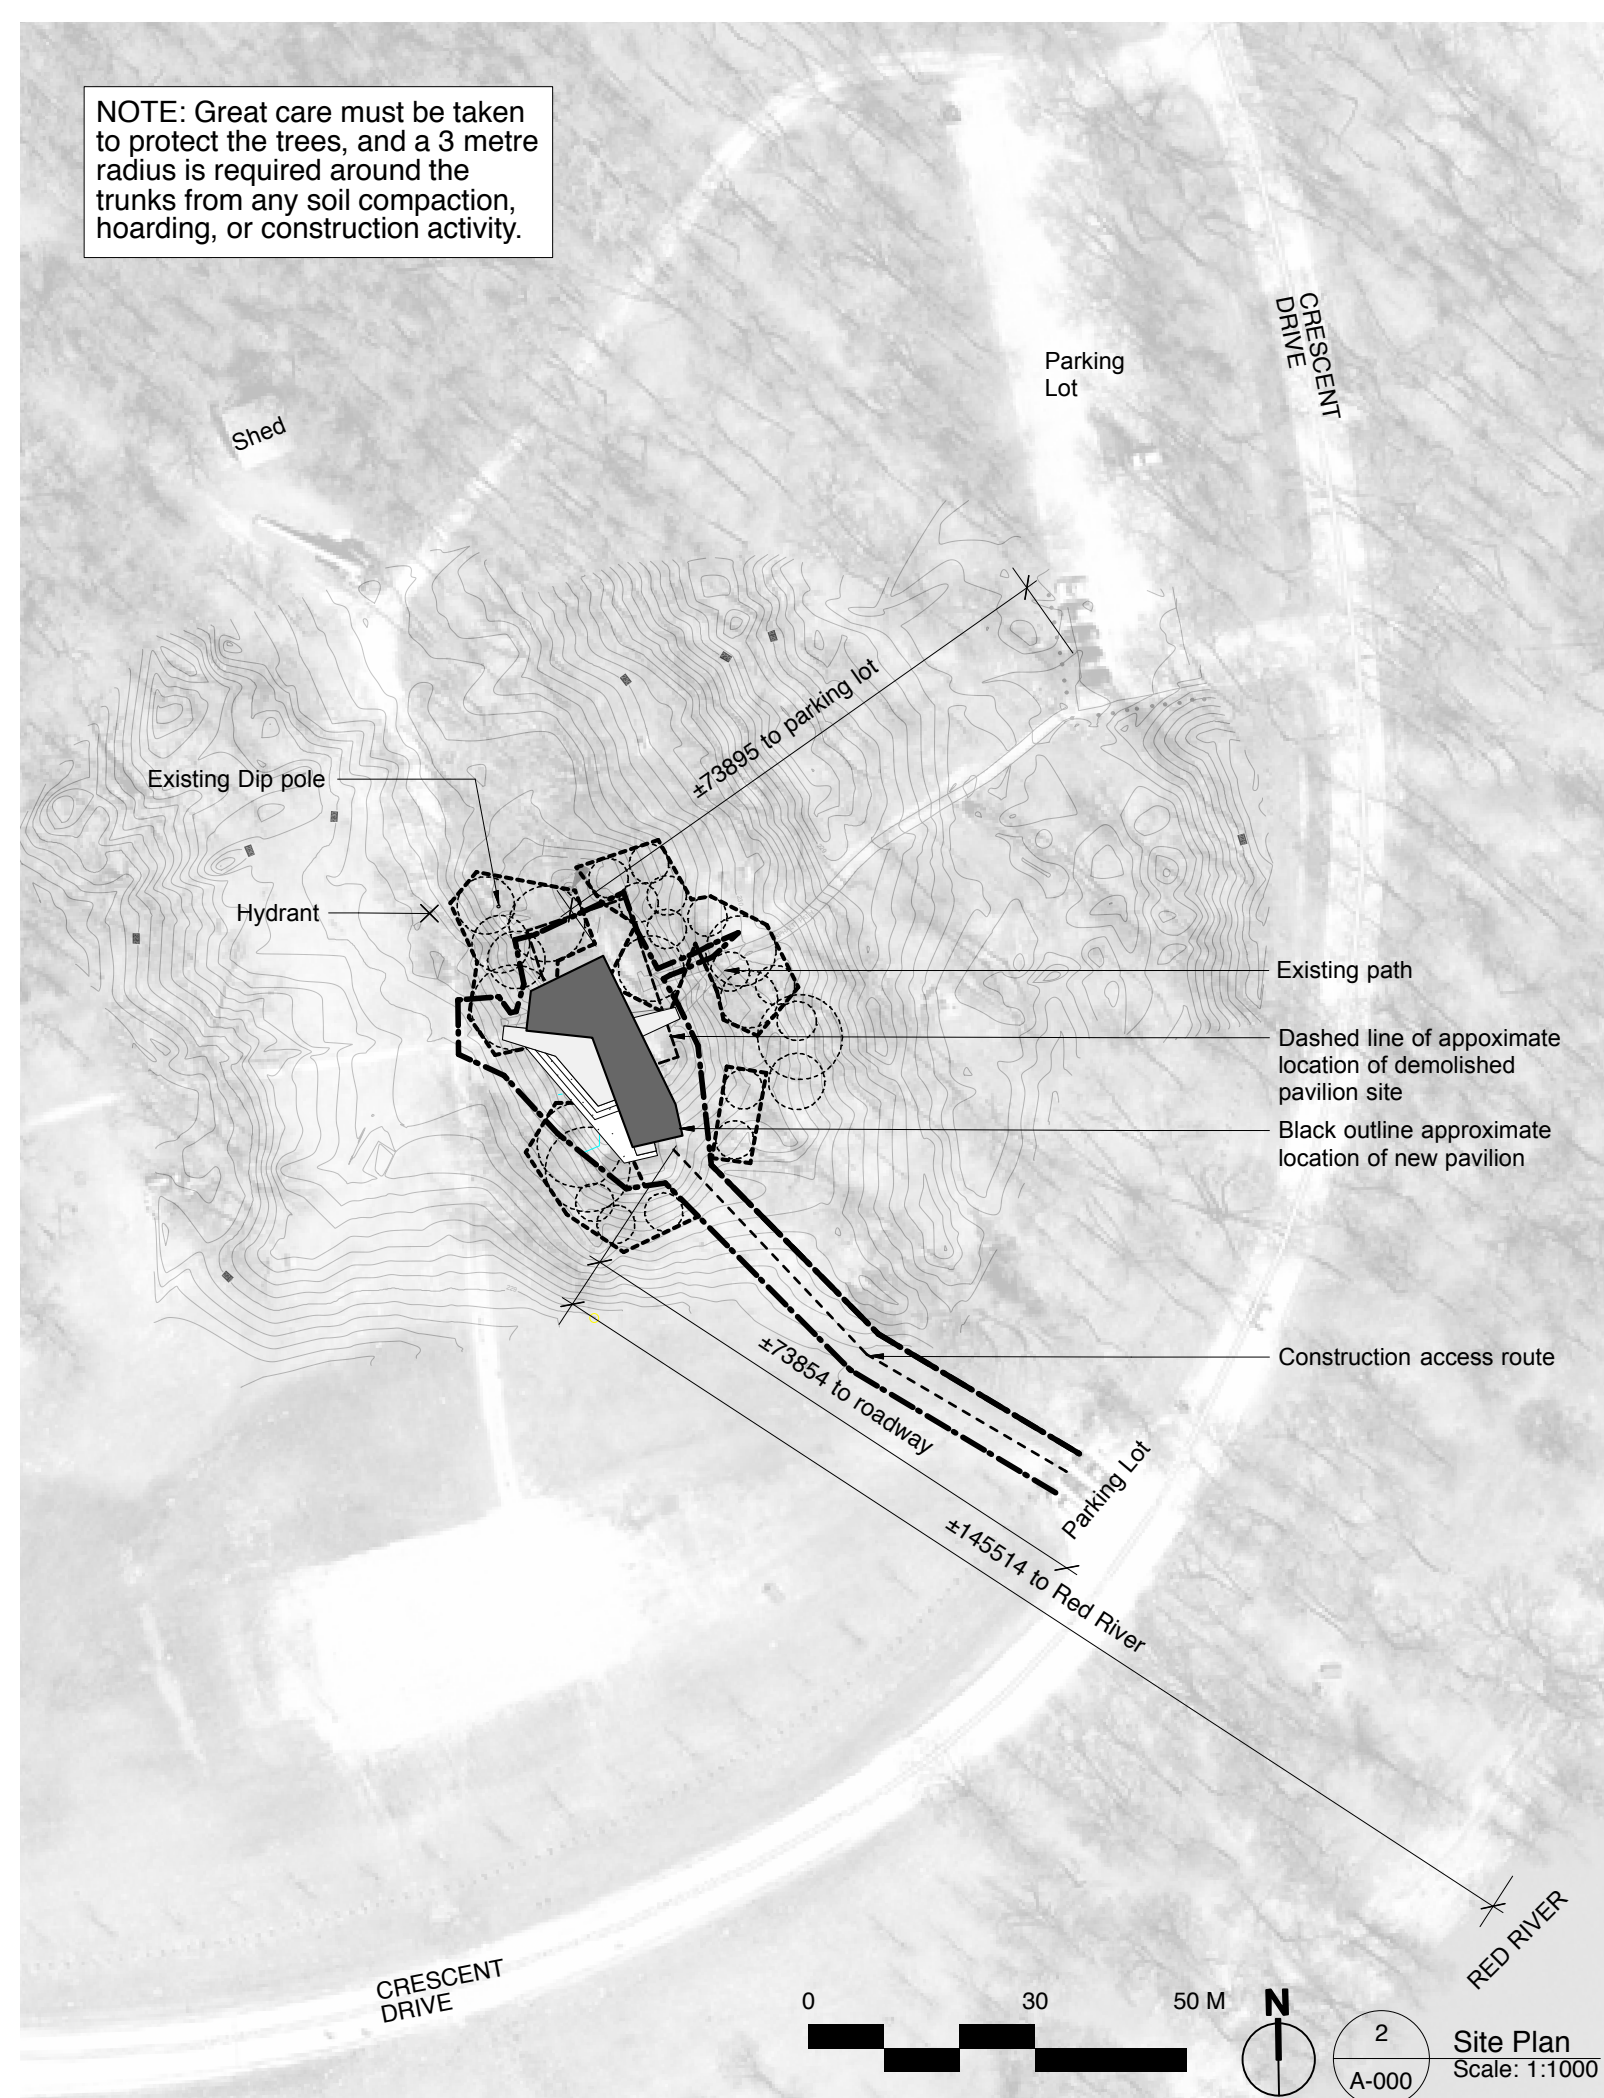 NOTE: Great care must be taken
to protect the trees, and a 3 metre
radius is required around the
trunks from any soil compaction,
hoarding, or construction activity.
CRESCENT
DRIVE
Parking
Lot
Shed
±73895 to parking lot
Existing Dip pole
Hydrant
Existing path
Dashed line of appoximate
location of demolished
pavilion site
Black outline approximate
location of new pavilion
Construction access route
±73854 to roadway
Parking Lot
±145514 to Red River
RED RIVER
CRESCENT
DRIVE
0 30 50 M
N
2
A-000
Site Plan
Scale: 1:1000